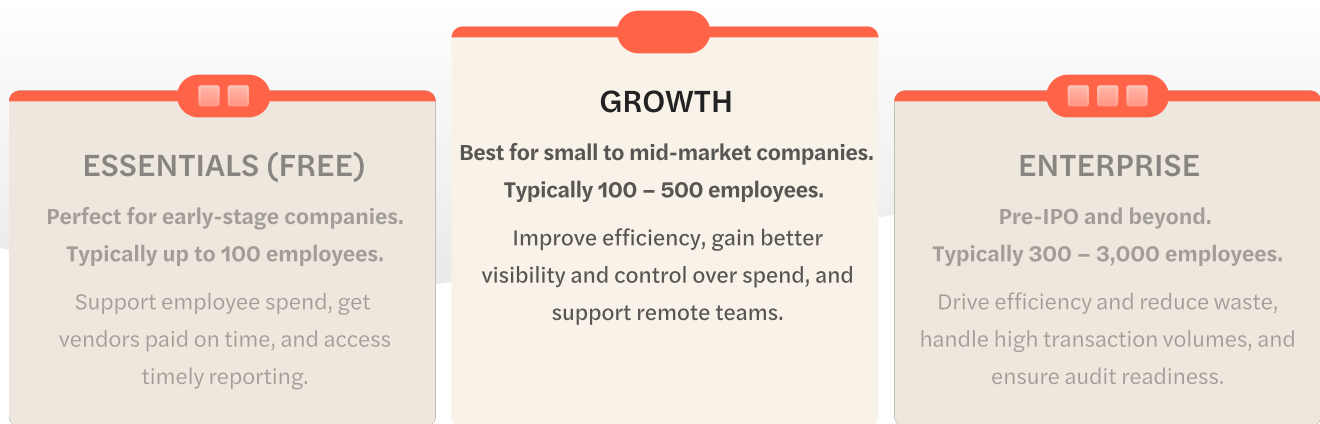 ESSENTIALS (FREE)
Perfect for early-stage companies.
Typically up to 100 employees.
Support employee spend, get
vendors paid on time, and access
timely reporting.
GROWTH
Best for small to mid-market companies.
Typically 100 – 500 employees.
Improve efficiency, gain better
visibility and control over spend, and
support remote teams.
ENTERPRISE
Pre-IPO and beyond.
Typically 300 – 3,000 employees.
Drive efficiency and reduce waste,
handle high transaction volumes, and
ensure audit readiness.